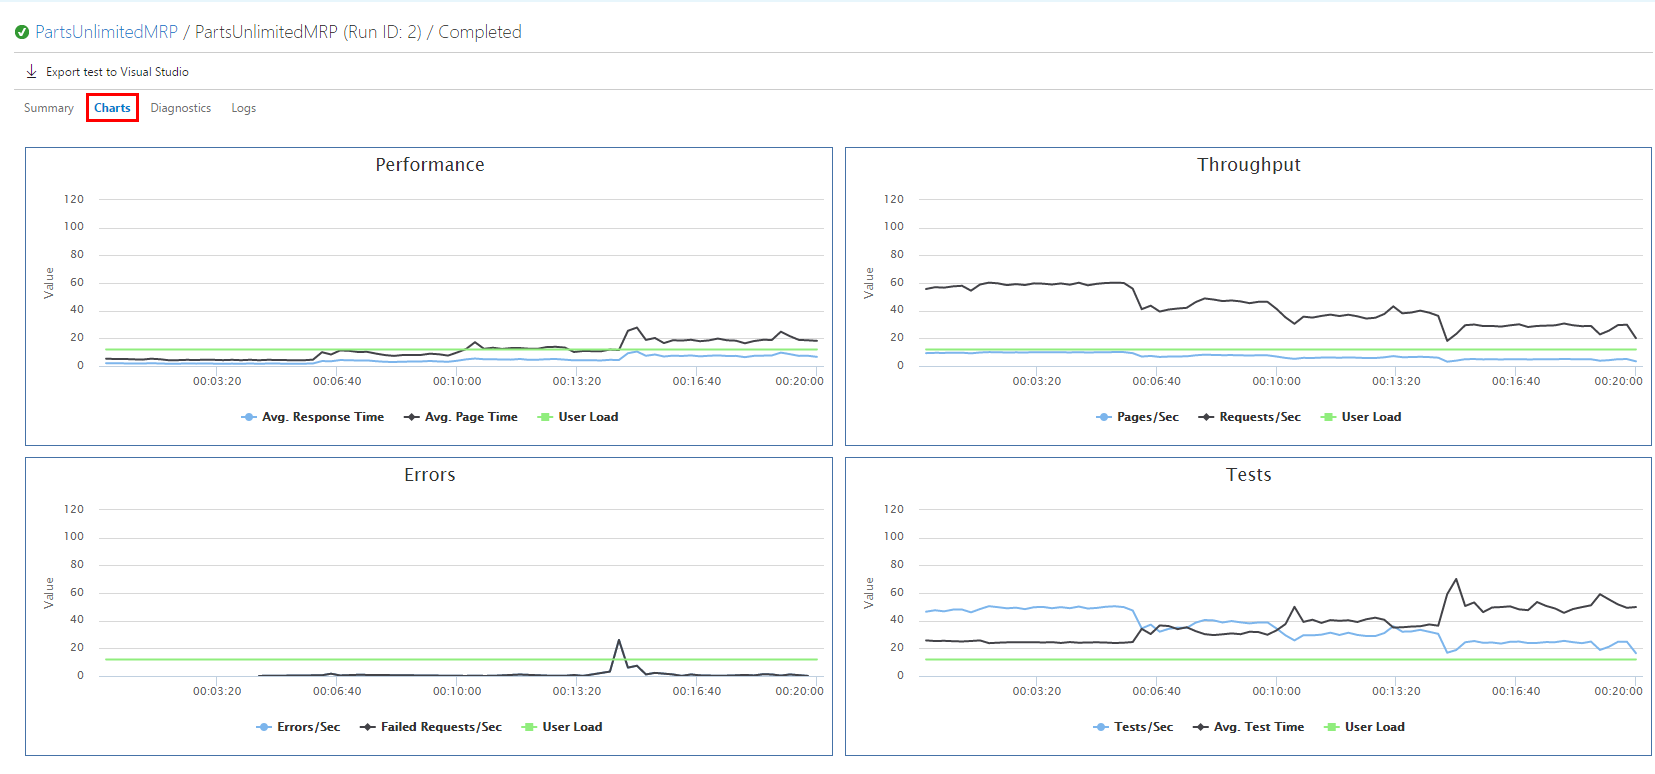 PartsUnlimitedMRP / PartsUnlimitedMRP (Run ID: 2) / Completed
Export test to Visual Studio
Summary Charts Diagnostics Logs
Performance
120
100
80
60
40
20
0
Value
00:03:20 00:06:40 00:10:00 00:13:20 00:16:40 00:20:00
Avg. Response Time Avg. Page Time User Load
Throughput
120
100
80
60
40
20
0
Value
00:03:20 00:06:40 00:10:00 00:13:20 00:16:40 00:20:00
Pages/Sec Requests/Sec User Load
Errors
120
100
80
60
40
20
0
Value
00:03:20 00:06:40 00:10:00 00:13:20 00:16:40 00:20:00
Errors/Sec Failed Requests/Sec User Load
Tests
120
100
80
60
40
20
0
Value
00:03:20 00:06:40 00:10:00 00:13:20 00:16:40 00:20:00
Tests/Sec Avg. Test Time User Load